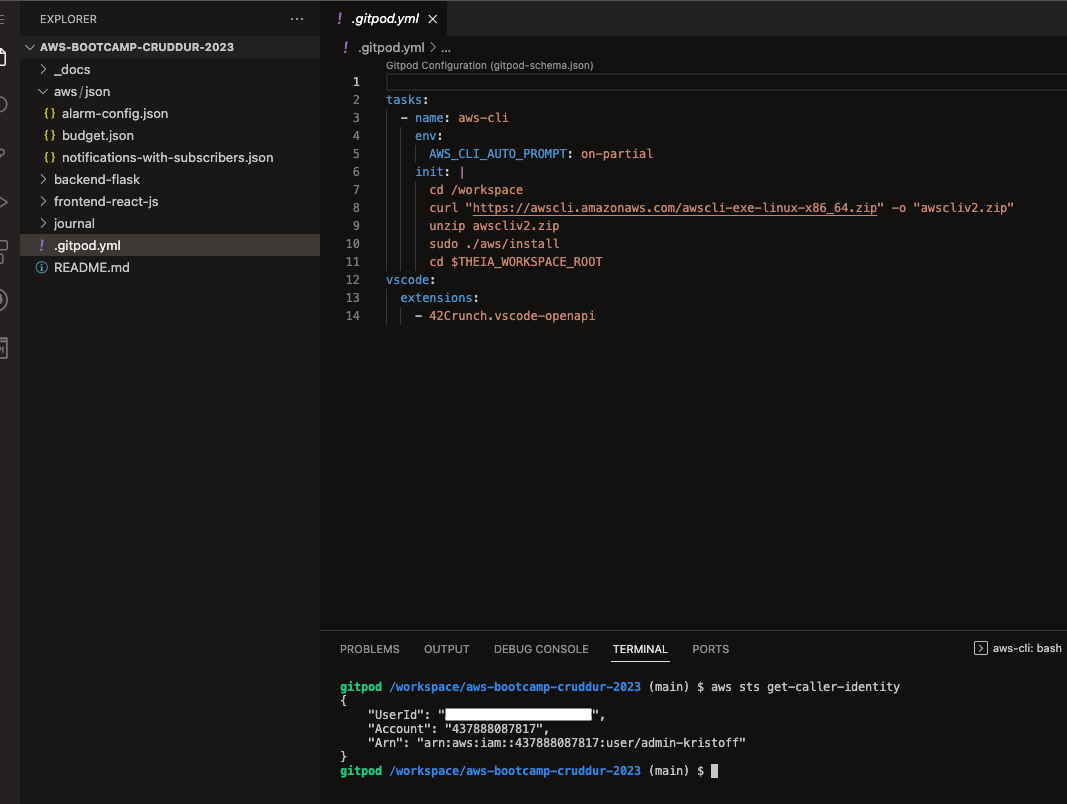 EXPLORER
···
AWS-BOOTCAMP-CRUDDUR-2023
_docs
aws/json
{} alarm-config.json
{} budget.json
{} notifications-with-subscribers.json
backend-flask
frontend-react-js
journal
! .gitpod.yml
README.md
! .gitpod.yml ×
! .gitpod.yml > ...
Gitpod Configuration (gitpod-schema.json)
1
2 tasks:
3   - name: aws-cli
4     env:
5       AWS_CLI_AUTO_PROMPT: on-partial
6     init: |
7       cd /workspace
8       curl "https://awscli.amazonaws.com/awscli-exe-linux-x86_64.zip" -o "awscliv2.zip"
9       unzip awscliv2.zip
10       sudo ./aws/install
11       cd $THEIA_WORKSPACE_ROOT
12 vscode:
13   extensions:
14     - 42Crunch.vscode-openapi
PROBLEMS OUTPUT DEBUG CONSOLE TERMINAL PORTS aws-cli: bash
gitpod /workspace/aws-bootcamp-cruddur-2023 (main) $ aws sts get-caller-identity
{
    "UserId": "",
    "Account": "437888087817",
    "Arn": "arn:aws:iam::437888087817:user/admin-kristoff"
}
gitpod /workspace/aws-bootcamp-cruddur-2023 (main) $